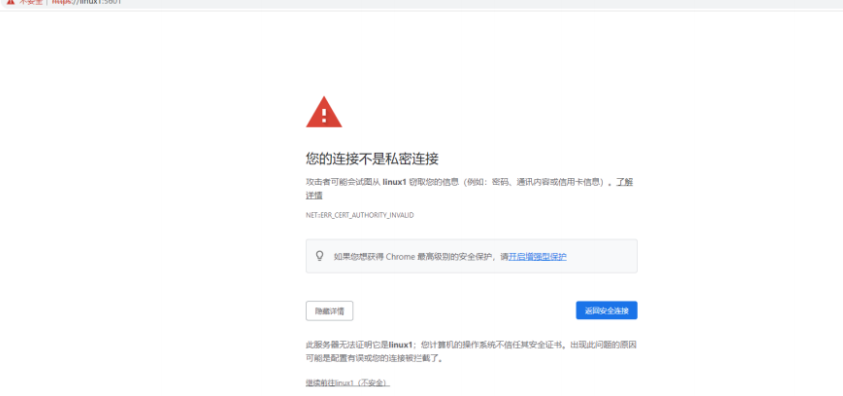 不安全 | https://linux1:5601
您的连接不是私密连接
攻击者可能会试图从 linux1 窃取您的信息（例如：密码、通讯内容或信用卡信息）。了解
详情
NET::ERR_CERT_AUTHORITY_INVALID
如果您想获得 Chrome 最高级别的安全保护，请开启增强型保护
隐藏详情
返回安全连接
此服务器无法证明它是linux1；您计算机的操作系统不信任其安全证书。出现此问题的原因
可能是配置有误或您的连接被拦截了。
继续前往linux1（不安全）